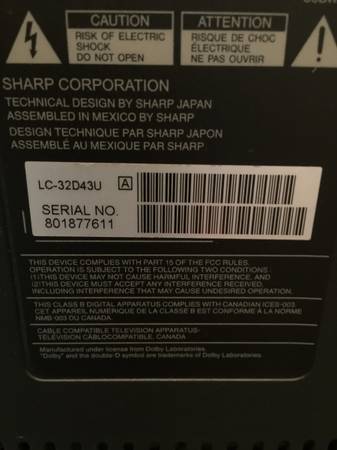 CAUTION
RISK OF ELECTRIC
SHOCK
DO NOT OPEN
ATTENTION
RISQUE DE CHOC
ÉLECTRIQUE
NE PAS OUVRIR
SHARP CORPORATION
TECHNICAL DESIGN BY SHARP JAPAN
ASSEMBLED IN MEXICO BY SHARP
DESIGN TECHNIQUE PAR SHARP JAPON
ASSEMBLÉ AU MEXIQUE PAR SHARP
LC-32D43U A
SERIAL NO.
801877611
THIS DEVICE COMPLIES WITH PART 15 OF THE FCC RULES.
OPERATION IS SUBJECT TO THE FOLLOWING TWO CONDITIONS :
(1)THIS DEVICE MAY NOT CAUSE HARMFUL INTERFERENCE, AND
(2)THIS DEVICE MUST ACCEPT ANY INTERFERENCE RECEIVED,
INCLUDING INTERFERENCE THAT MAY CAUSE UNDESIRED OPERATION.
THIS CLASS B DIGITAL APPARATUS COMPLIES WITH CANADIAN ICES-003.
CET APPAREIL NUMÉRIQUE DE LA CLASSE B EST CONFORME À LA NORME
NMB-003 DU CANADA.
CABLE COMPATIBLE TELEVISION APPARATUS-
TÉLÉVISION CÂBLOCOMPATIBLE, CANADA
Manufactured under license from Dolby Laboratories.
"Dolby" and the double-D symbol are trademarks of Dolby Laboratories.